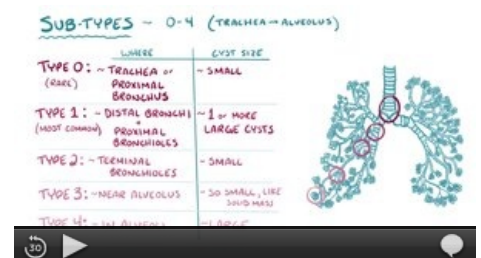 SUB-TYPES ~ 0-4 (TRACHEA → ALVEOLUS)
WHERE CYST SIZE
TYPE 0: ~ TRACHEA or ~ SMALL
(RARE) PROXIMAL
BRONCHUS
TYPE 1: ~ DISTAL BRONCHI ~ 1 or MORE
(MOST COMMON) PROXIMAL LARGE CYSTS
BRONCHIOLES
TYPE 2: ~ TERMINAL ~ SMALL
BRONCHIOLES
TYPE 3: ~ NEAR ALVEOLUS ~ SO SMALL, LIKE
SOLID MASS
TYPE 4: ~ IN ALVEOLI ~ LARGE
30